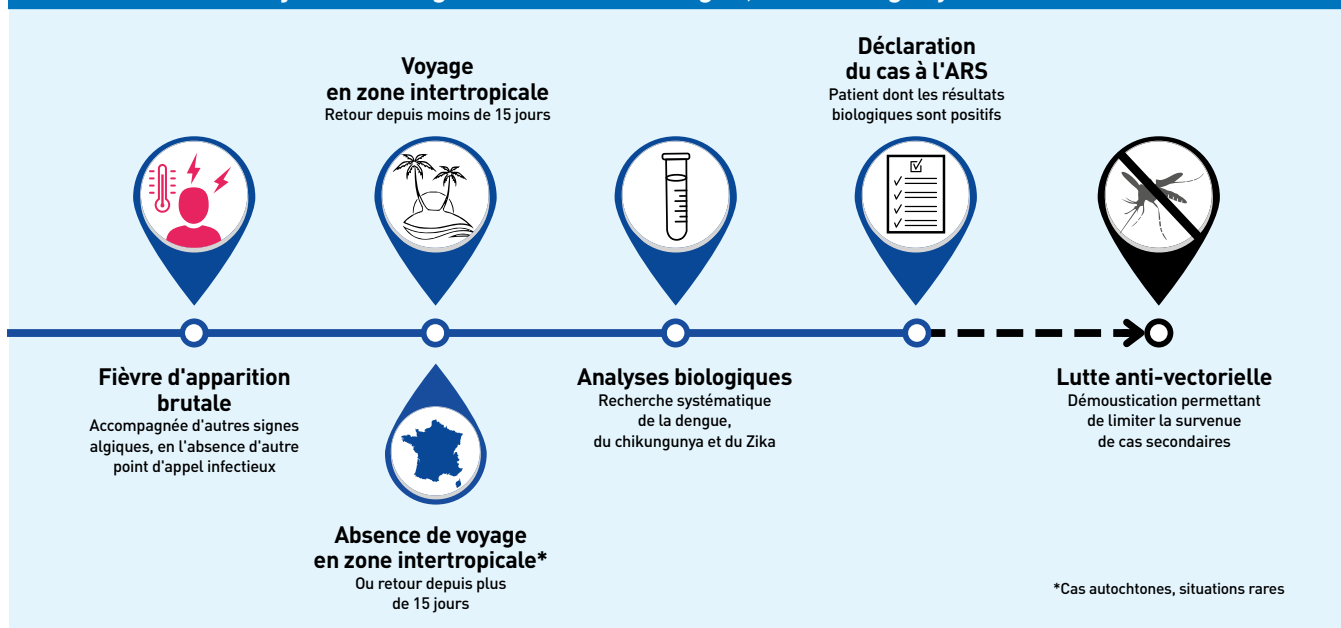 Voyage
en zone intertropicale
Retour depuis moins de 15 jours
Déclaration
du cas à l'ARS
Patient dont les résultats
biologiques sont positifs
Fièvre d'apparition
brutale
Accompagnée d'autres signes
algiques, en l'absence d'autre
point d'appel infectieux
Analyses biologiques
Recherche systématique
de la dengue,
du chikungunya et du Zika
Lutte anti-vectorielle
Démoustication permettant
de limiter la survenue
de cas secondaires
Absence de voyage
en zone intertropicale*
Ou retour depuis plus
de 15 jours
*Cas autochtones, situations rares